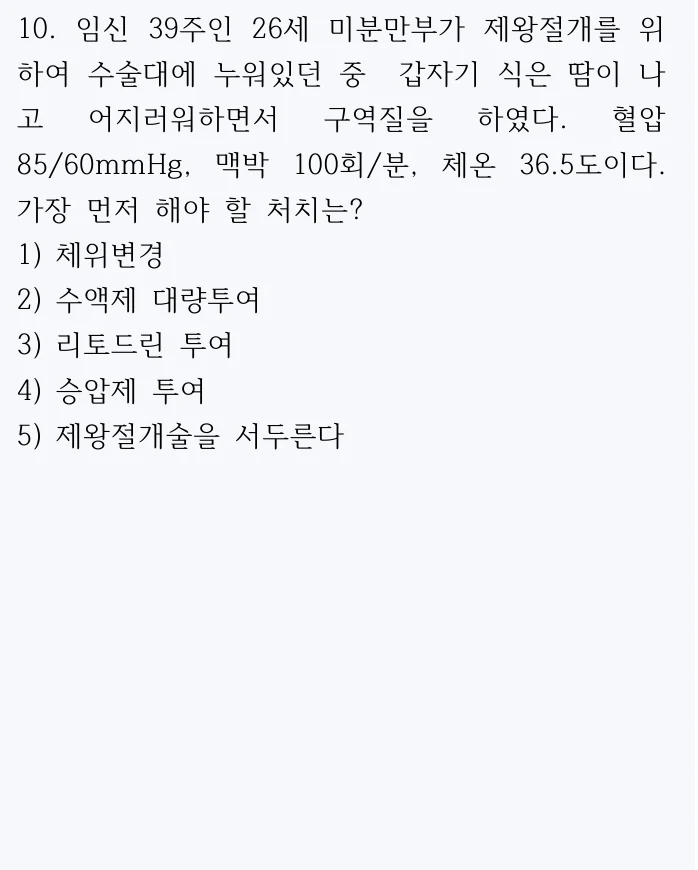 10. 임신 39주인 26세 미분만부가 제왕절개를 위
하여 수술대에 누워있던 중 갑자기 식은 땀이 나
고 어지러워하면서 구역질을 하였다. 혈압
85/60mmHg, 맥박 100회/분, 체온 36.5도이다.
가장 먼저 해야 할 처치는?
1) 체위변경
2) 수액제 대량투여
3) 리토드린 투여
4) 승압제 투여
5) 제왕절개술을 서두른다